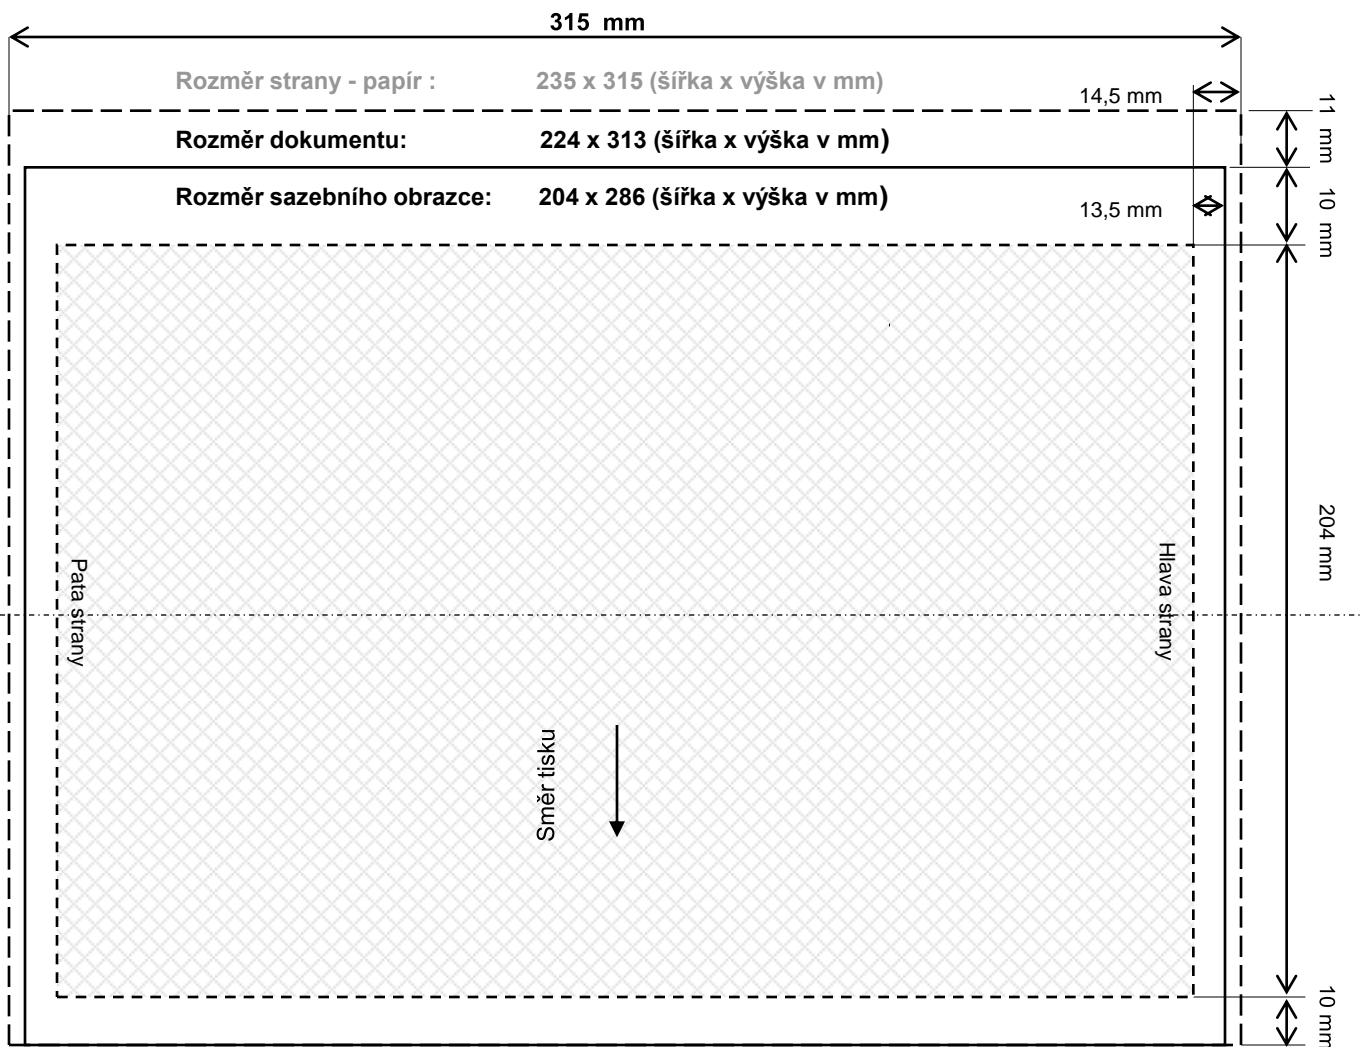 315 mm
Rozměr strany - papír : 235 x 315 (šířka x výška v mm)
14,5 mm
11 mm
Rozměr dokumentu: 224 x 313 (šířka x výška v mm)
Rozměr sazebního obrazce: 204 x 286 (šířka x výška v mm)
13,5 mm
10 mm
204 mm
Hlava strany
Pata strany
Směr tisku
10 mm